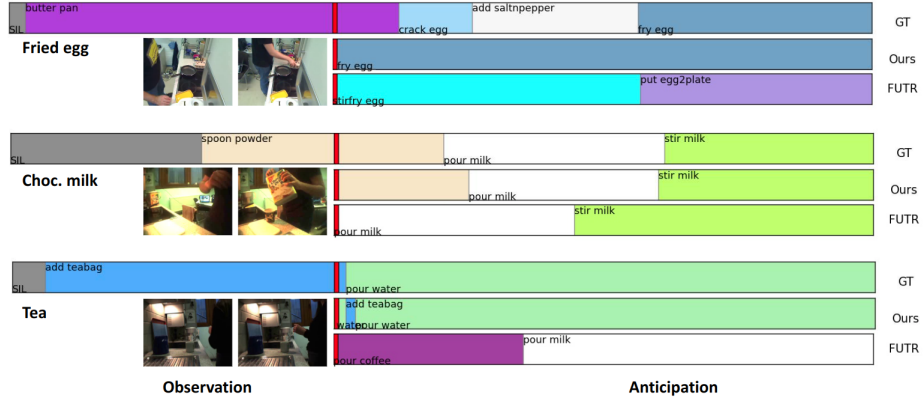 butter pan
add saltnpepper
SIL
crack egg
fry egg
GT
Fried egg
fry egg
Ours
put egg2plate
stirfry egg
FUTR
spoon powder
stir milk
SIL
pour milk
GT
Choc. milk
stir milk
pour milk
Ours
stir milk
pour milk
FUTR
add teabag
SIL
pour water
GT
Tea
add teabag
water
pour water
Ours
pour milk
pour coffee
FUTR
Observation
Anticipation